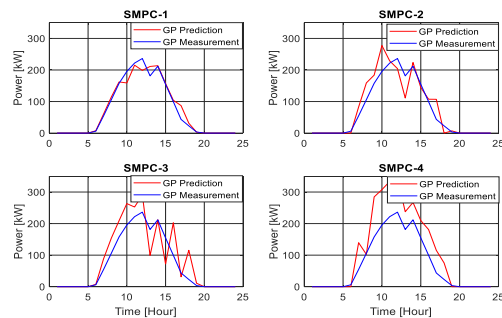 SMPC-1
GP Prediction
GP Measurement
Power [kW]
300
200
100
0
0 5 10 15 20 25
SMPC-2
GP Prediction
GP Measurement
Power [kW]
300
200
100
0
0 5 10 15 20 25
SMPC-3
GP Prediction
GP Measurement
Power [kW]
300
200
100
0
0 5 10 15 20 25
Time [Hour]
SMPC-4
GP Prediction
GP Measurement
Power [kW]
300
200
100
0
0 5 10 15 20 25
Time [Hour]